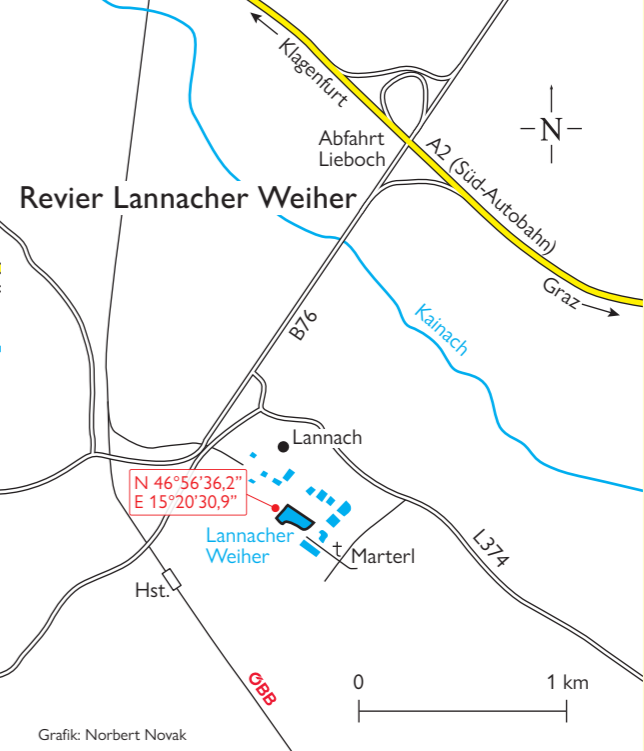 Klagenfurt
Abfahrt
Lieboch
A2 (Süd-Autobahn)
N
Revier Lannacher Weiher
Graz
B76
Kainach
Lannach
N 46°56’36,2”
E 15°20’30,9”
Lannacher
Weiher
Marterl
L374
Hst.
ÖBB
0 1 km
Grafik: Norbert Novak